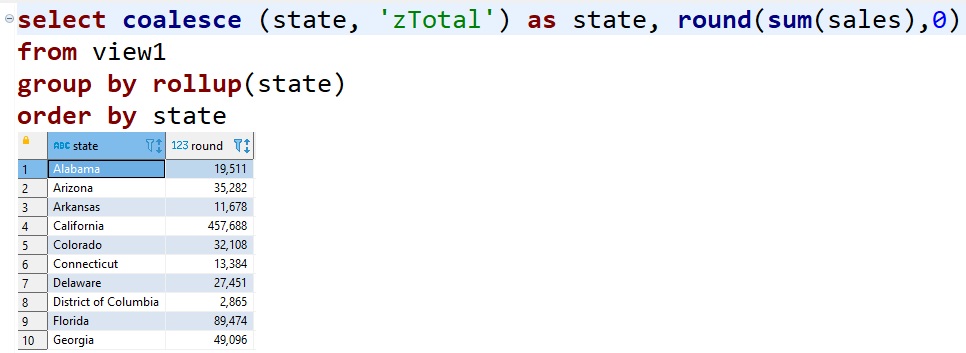 select coalesce (state, 'zTotal') as state, round(sum(sales),0)
from view1
group by rollup(state)
order by state
ABC state 123 round
1 Alabama 19,511
2 Arizona 35,282
3 Arkansas 11,678
4 California 457,688
5 Colorado 32,108
6 Connecticut 13,384
7 Delaware 27,451
8 District of Columbia 2,865
9 Florida 89,474
10 Georgia 49,096